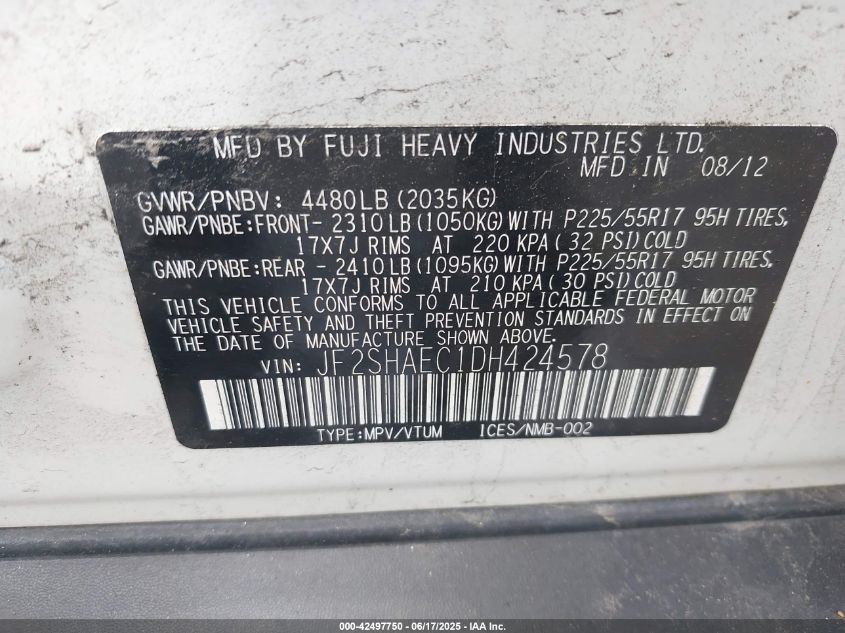 MFD BY FUJI HEAVY INDUSTRIES LTD.
MFD IN 08/12
GVWR/PNBV: 4480LB (2035KG)
GAWR/PNBE:FRONT- 2310LB(1050KG)WITH P225/55R17 95H TIRES,
17X7J RIMS AT 220 KPA(32 PSI)COLD
GAWR/PNBE:REAR - 2410LB(1095KG)WITH P225/55R17 95H TIRES,
17X7J RIMS AT 210 KPA(30 PSI)COLD
THIS VEHICLE CONFORMS TO ALL APPLICABLE FEDERAL MOTOR
VEHICLE SAFETY AND THEFT PREVENTION STANDARDS IN EFFECT ON
THE DATE OF MANUFACTURE SHOWN ABOVE.
VIN: JF2SHAEC1DH424578
TYPE:MPV/VTUM ICES/NMB-002
000-42497750 - 06/17/2025 - IAA Inc.